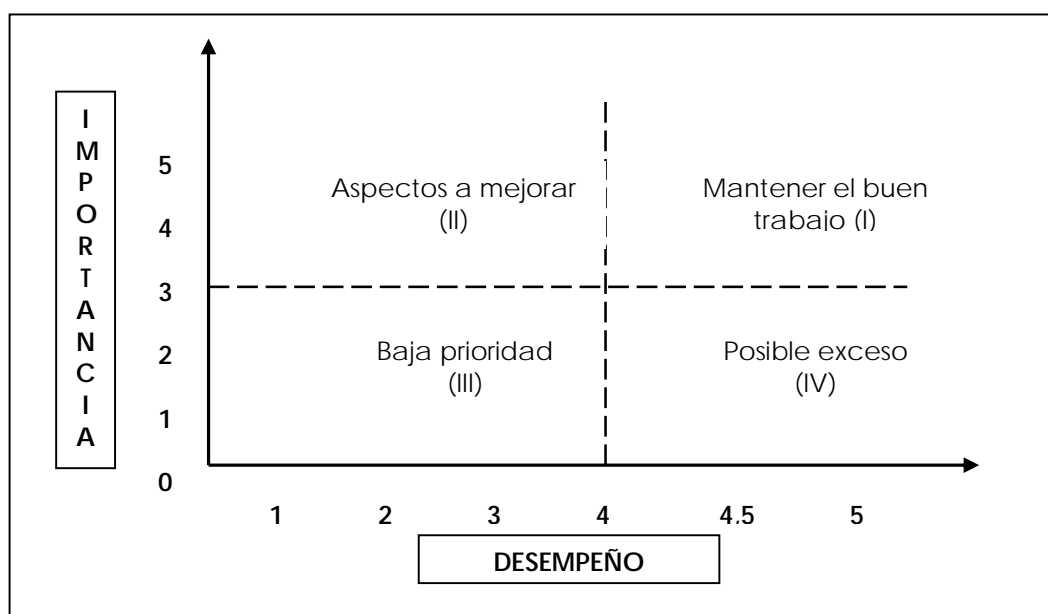 IMPORTANCIA
5
Aspectos a mejorar
(II)
Mantener el buen
trabajo (I)
4
3
2
Baja prioridad
(III)
Posible exceso
(IV)
1
0
1 2 3 4 4,5 5
DESEMPEÑO